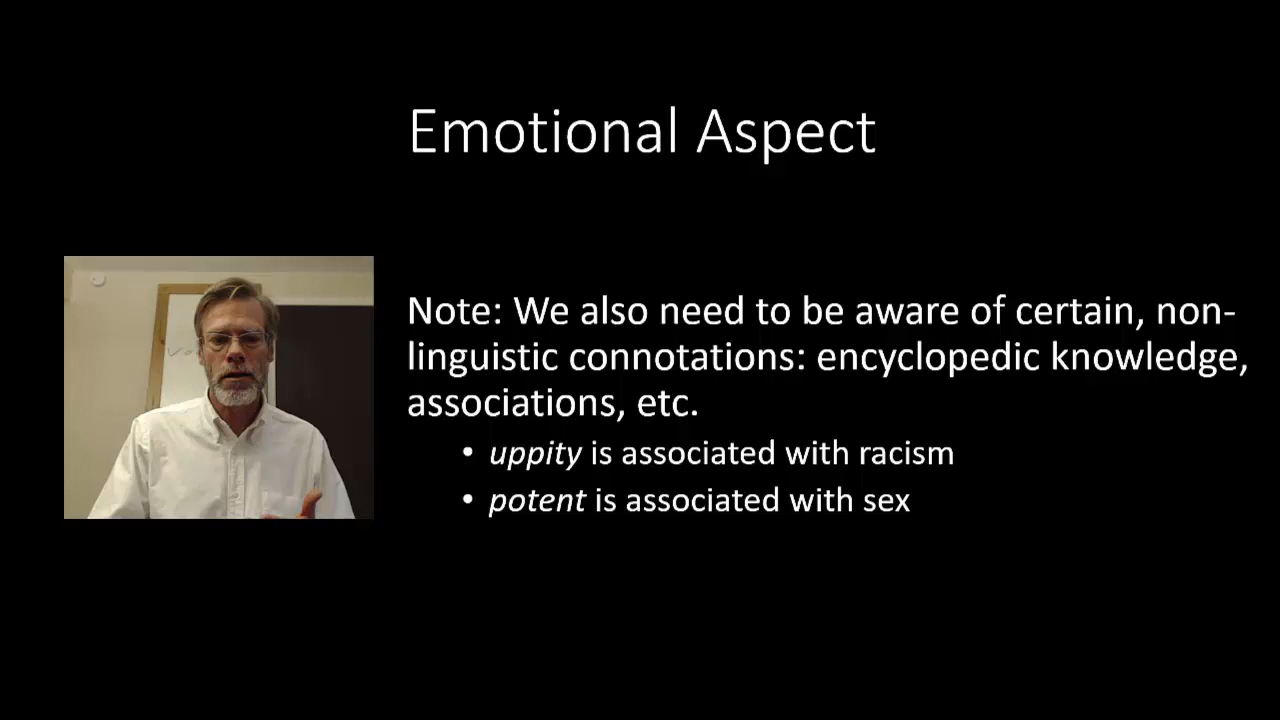 Emotional Aspect
Note: We also need to be aware of certain, non-
linguistic connotations: encyclopedic knowledge,
associations, etc.
• uppity is associated with racism
• potent is associated with sex